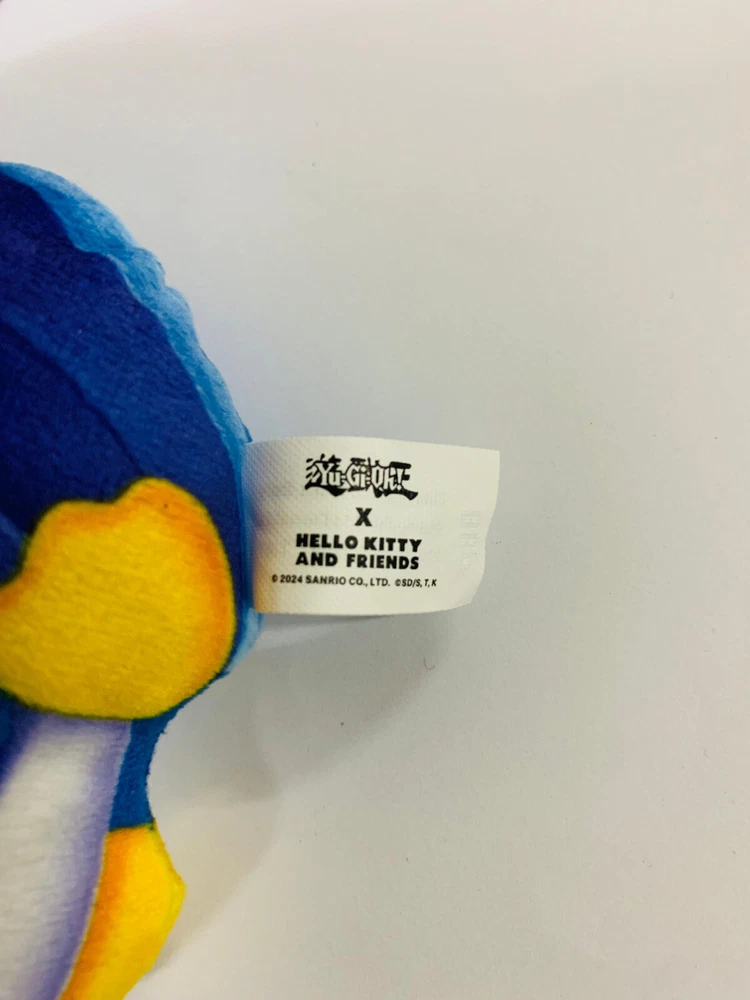 Yu-Gi-Oh!
X
HELLO KITTY
AND FRIENDS
© 2024 SANRIO CO., LTD. ©SD/S, T, K